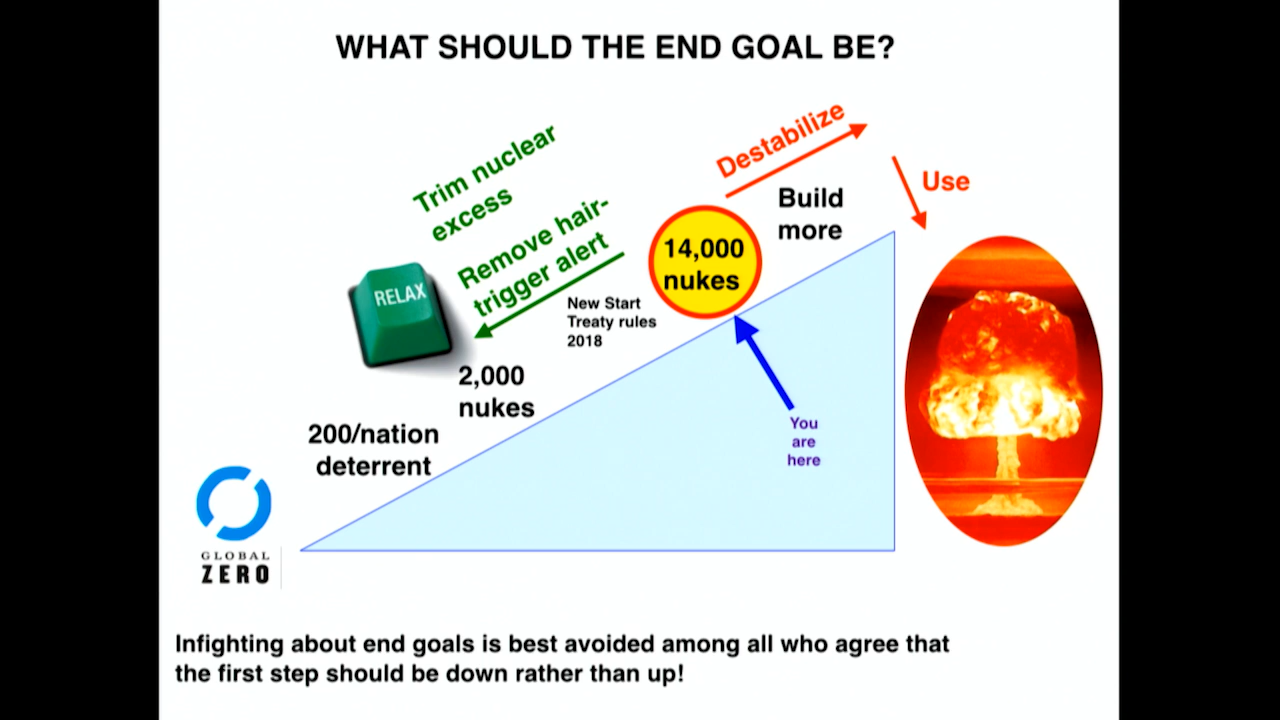 WHAT SHOULD THE END GOAL BE?
Destabilize
Use
Trim nuclear
excess
Build
more
Remove hair-
trigger alert
14,000
nukes
RELAX
New Start
Treaty rules
2018
2,000
nukes
You
are
here
200/nation
deterrent
GLOBAL
ZERO
Infighting about end goals is best avoided among all who agree that
the first step should be down rather than up!